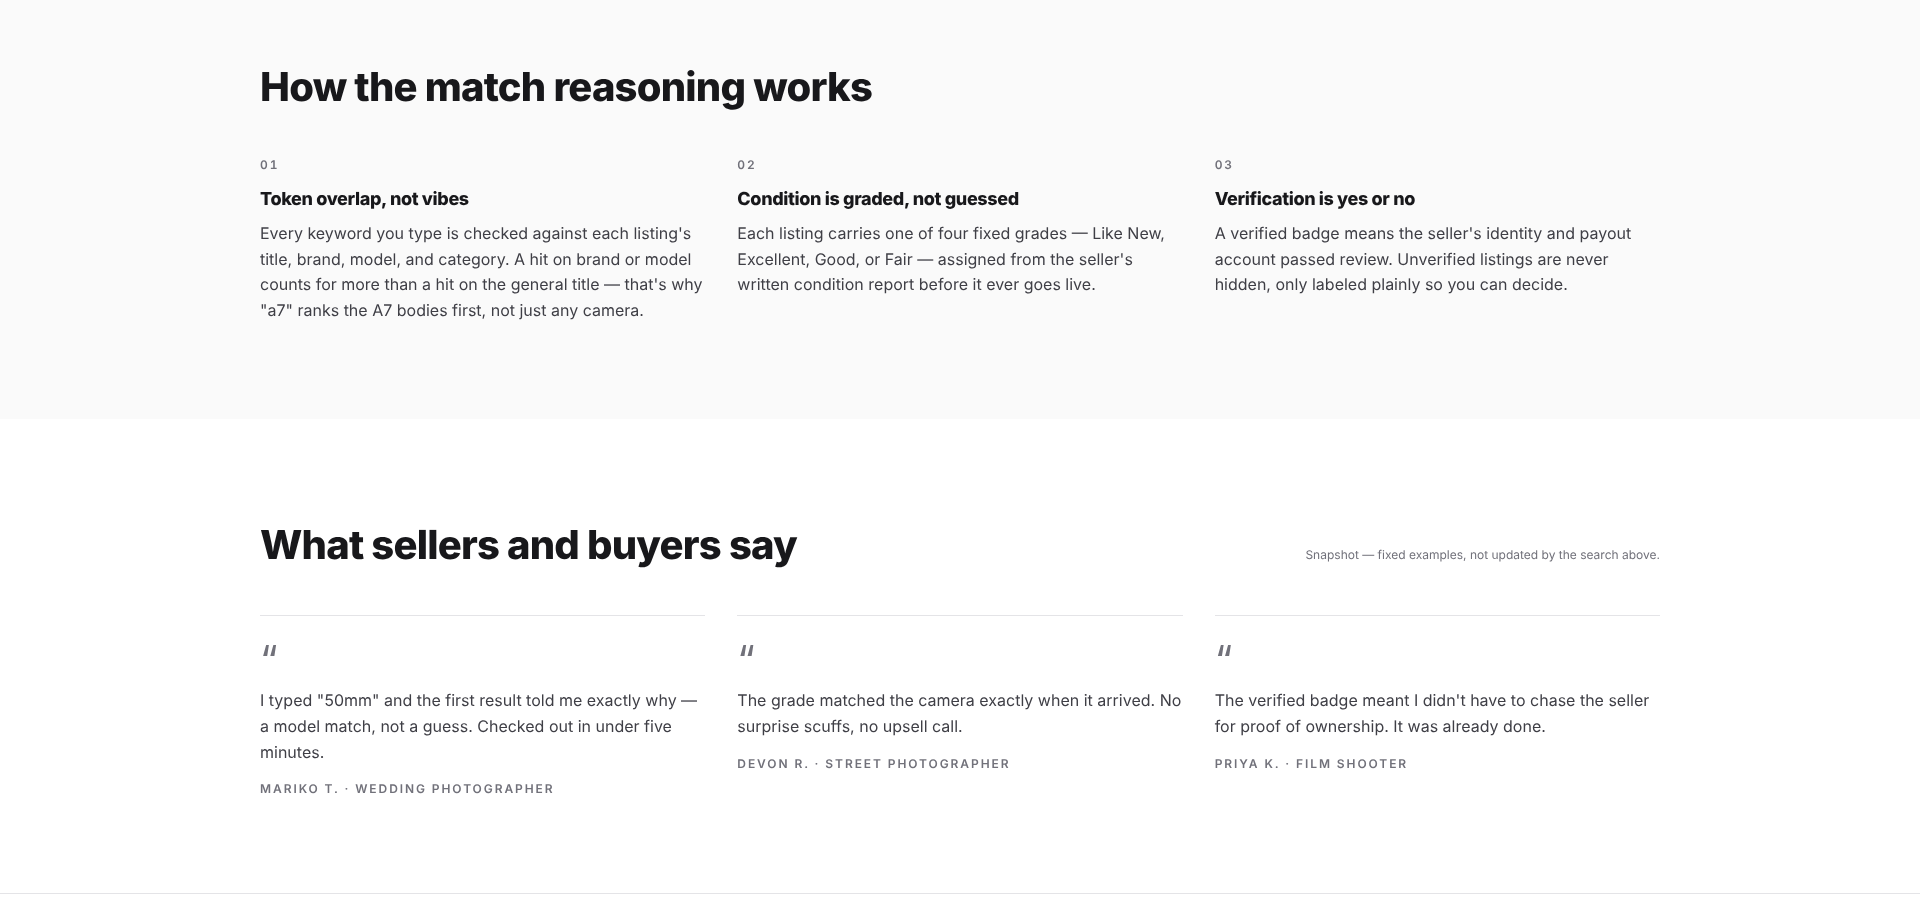 How the match reasoning works
01
Token overlap, not vibes
Every keyword you type is checked against each listing's
title, brand, model, and category. A hit on brand or model
counts for more than a hit on the general title — that's why
"a7" ranks the A7 bodies first, not just any camera.
02
Condition is graded, not guessed
Each listing carries one of four fixed grades — Like New,
Excellent, Good, or Fair — assigned from the seller's
written condition report before it ever goes live.
03
Verification is yes or no
A verified badge means the seller's identity and payout
account passed review. Unverified listings are never
hidden, only labeled plainly so you can decide.
What sellers and buyers say
Snapshot — fixed examples, not updated by the search above.
"
I typed "50mm" and the first result told me exactly why —
a model match, not a guess. Checked out in under five
minutes.
MARIKO T. · WEDDING PHOTOGRAPHER
"
The grade matched the camera exactly when it arrived. No
surprise scuffs, no upsell call.
DEVON R. · STREET PHOTOGRAPHER
"
The verified badge meant I didn't have to chase the seller
for proof of ownership. It was already done.
PRIYA K. · FILM SHOOTER